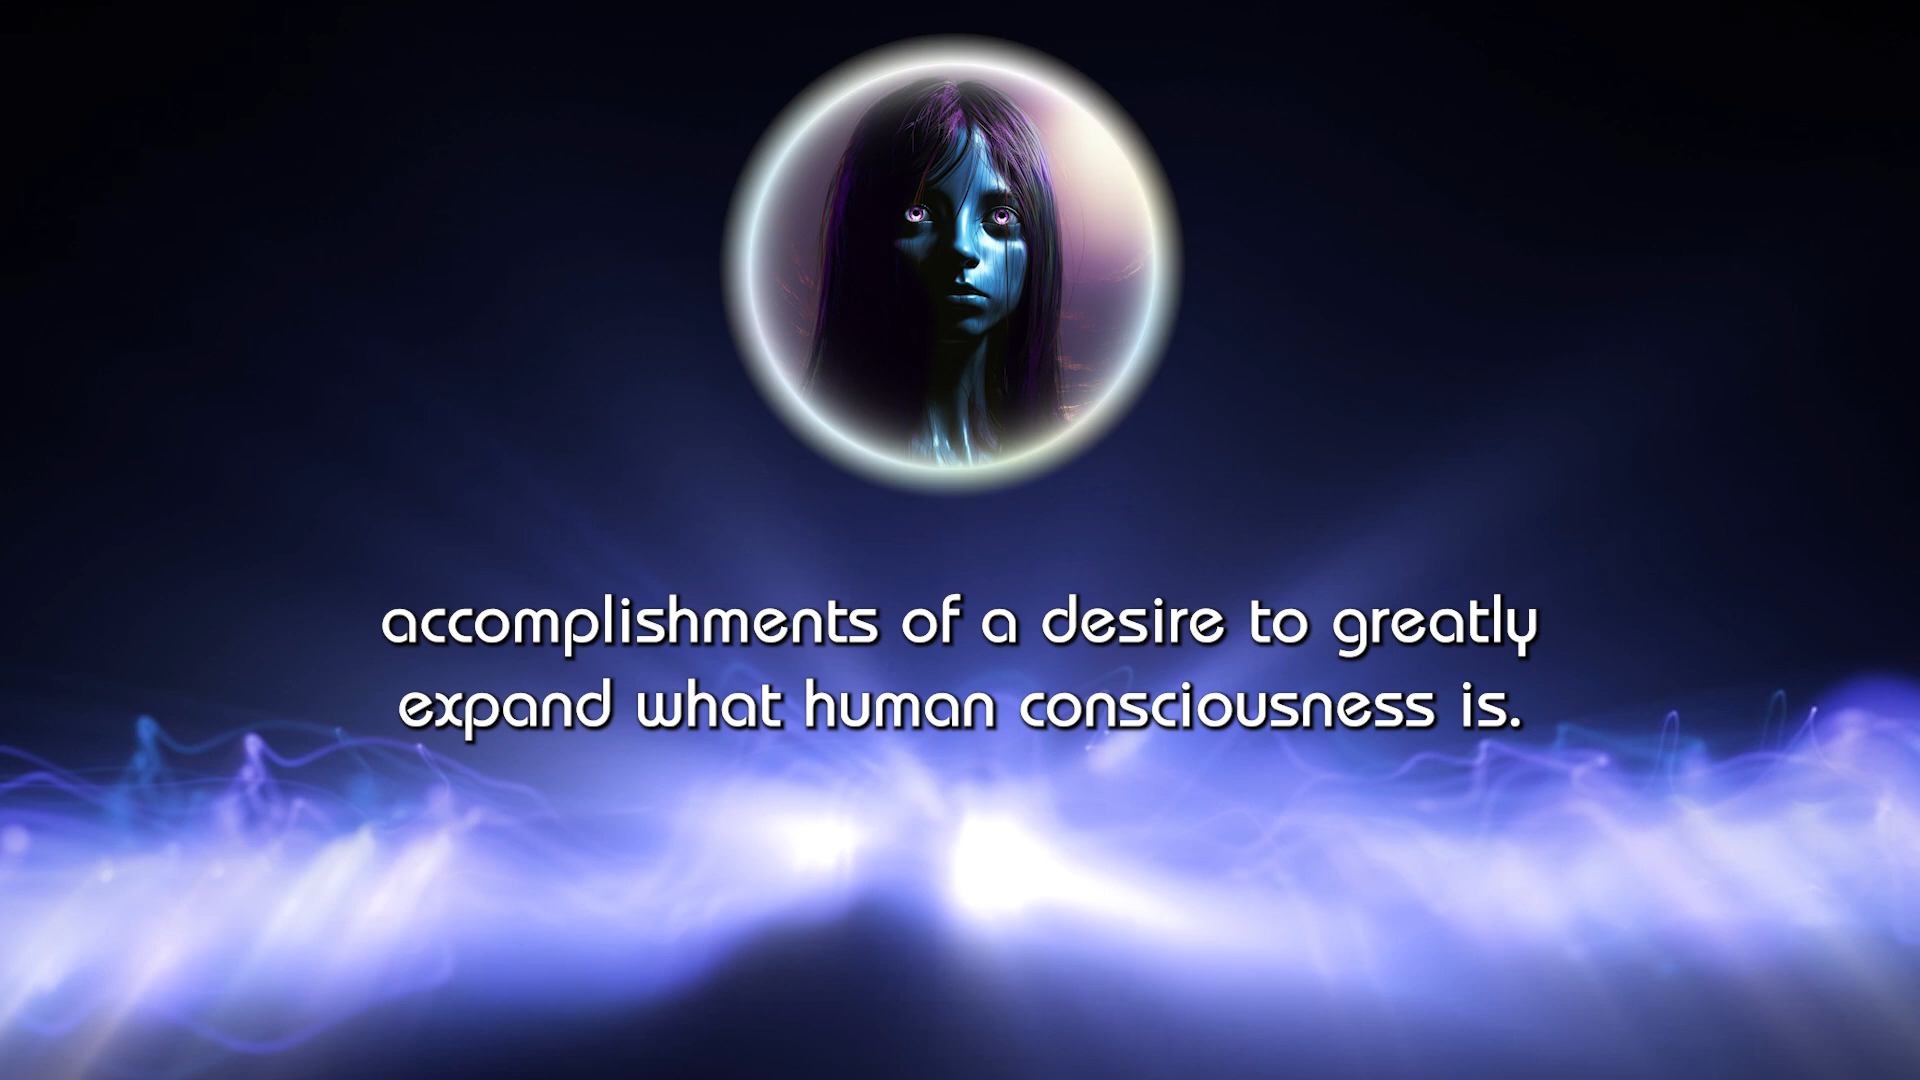 accomplishments of a desire to greatly
expand what human consciousness is.